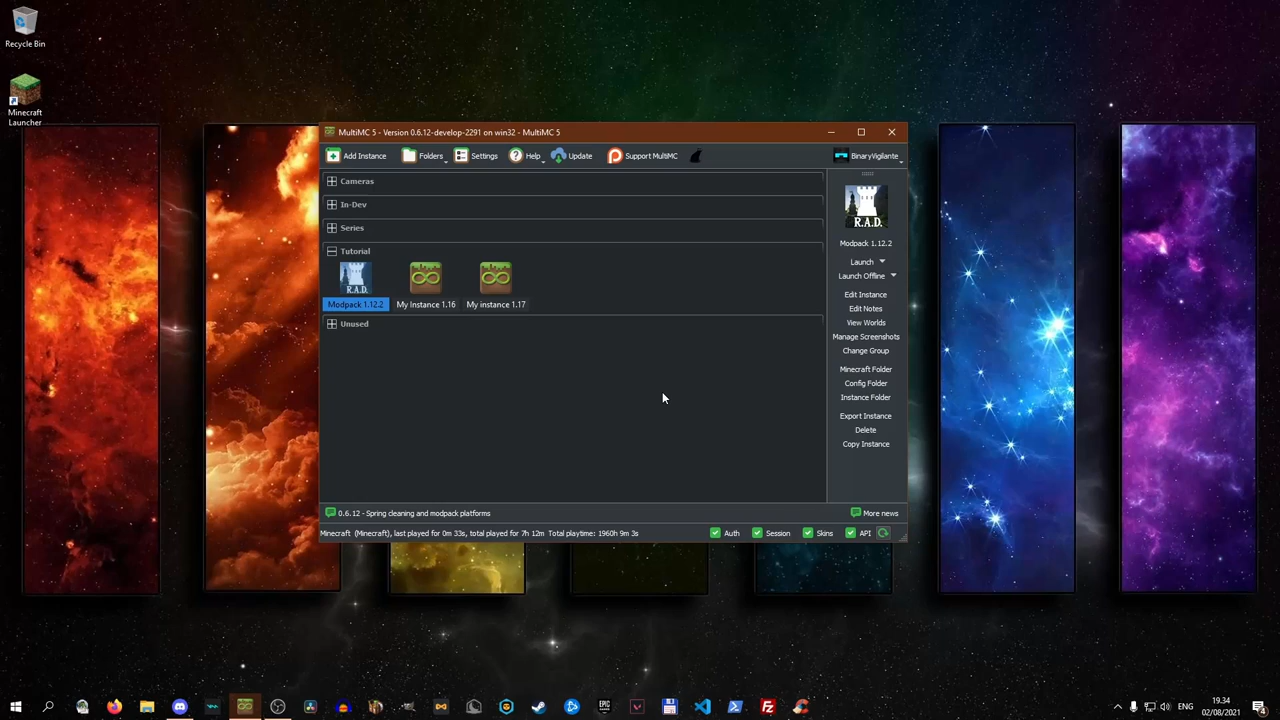 Recycle Bin
Minecraft
Launcher
MultiMC 5 - Version 0.6.12-develop-2291 on win32 - MultiMC 5
Add Instance
Folders
Settings
Help
Update
Support MultiMC
BinaryVigilante
Cameras
In-Dev
Series
Tutorial
R.A.D.
Modpack 1.12.2
My Instance 1.16
My instance 1.17
Unused
R.A.D.
Modpack 1.12.2
Launch
Launch Offline
Edit Instance
Edit Notes
View Worlds
Manage Screenshots
Change Group
Minecraft Folder
Config Folder
Instance Folder
Export Instance
Delete
Copy Instance
0.6.12 - Spring cleaning and modpack platforms
More news
Minecraft (Minecraft), last played for 0m 33s, total played for 7h 12m Total playtime: 1960h 9m 3s
Auth
Session
Skins
API
EPIC
ENG
19.34
02/08/2021
4